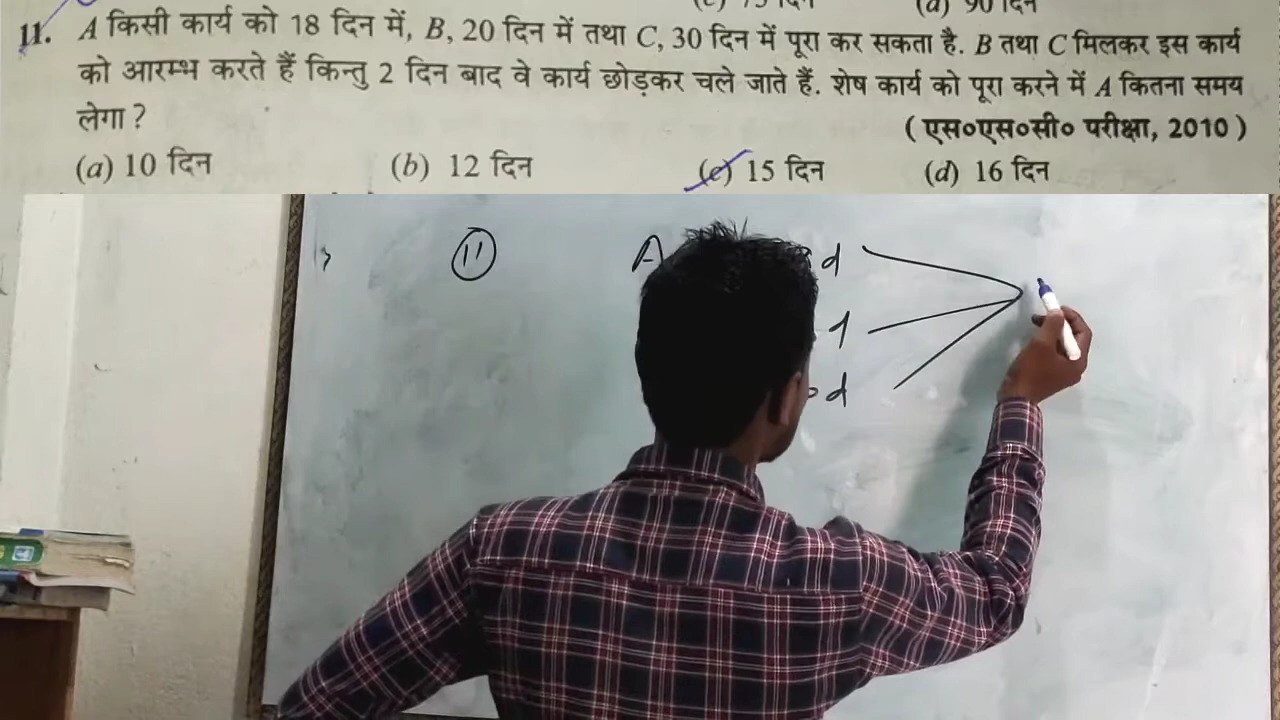 (d) 90 दिन
11. A किसी कार्य को 18 दिन में, B, 20 दिन में तथा C, 30 दिन में पूरा कर सकता है. B तथा C मिलकर इस कार्य
को आरम्भ करते हैं किन्तु 2 दिन बाद वे कार्य छोड़कर चले जाते हैं. शेष कार्य को पूरा करने में A कितना समय
लेगा ?
( एस०एस०सी० परीक्षा, 2010 )
(a) 10 दिन (b) 12 दिन (c) 15 दिन (d) 16 दिन
11 A d
d
d